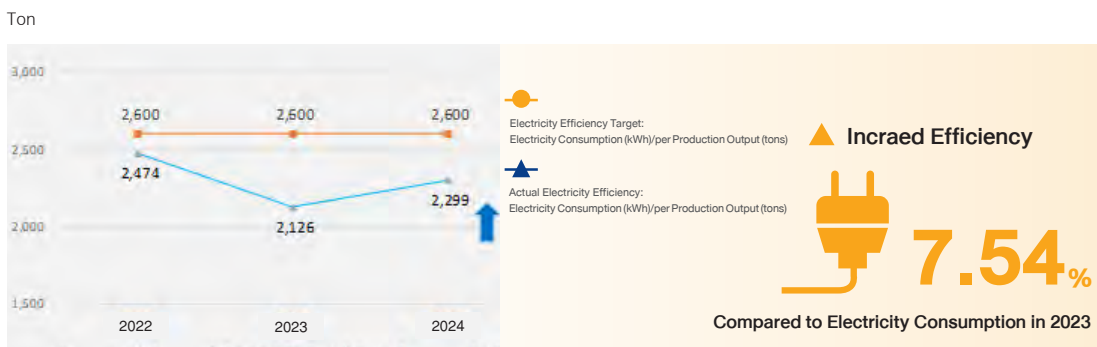 Ton
3,000
2,600 2,600 2,600
2,500
2,474
2,299
2,126
2,000
1,500
2022 2023 2024
Electricity Efficiency Target:
Electricity Consumption (kWh)/per Production Output (tons)
Actual Electricity Efficiency:
Electricity Consumption (kWh)/per Production Output (tons)
Incraed Efficiency
7.54%
Compared to Electricity Consumption in 2023